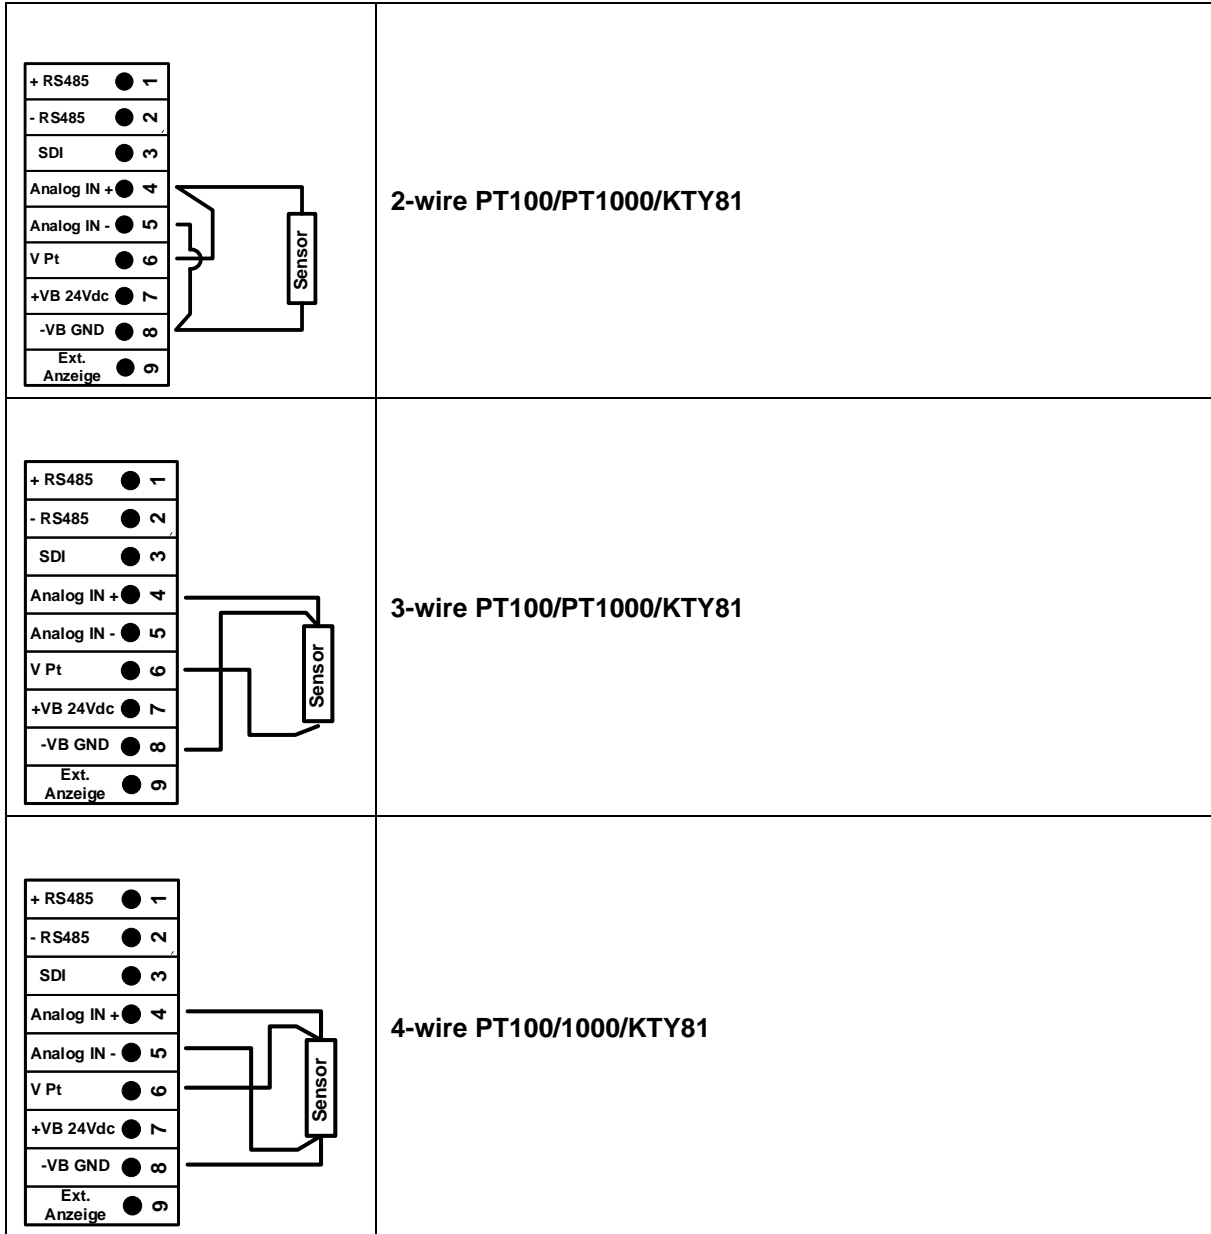 + RS485 1
- RS485 2
SDI 3
Analog IN + 4
Analog IN - 5
V Pt 6
+VB 24Vdc 7
-VB GND 8
Ext.
Anzeige 9
Sensor
2-wire PT100/PT1000/KTY81
+ RS485 1
- RS485 2
SDI 3
Analog IN + 4
Analog IN - 5
V Pt 6
+VB 24Vdc 7
-VB GND 8
Ext.
Anzeige 9
Sensor
3-wire PT100/PT1000/KTY81
+ RS485 1
- RS485 2
SDI 3
Analog IN + 4
Analog IN - 5
V Pt 6
+VB 24Vdc 7
-VB GND 8
Ext.
Anzeige 9
Sensor
4-wire PT100/1000/KTY81